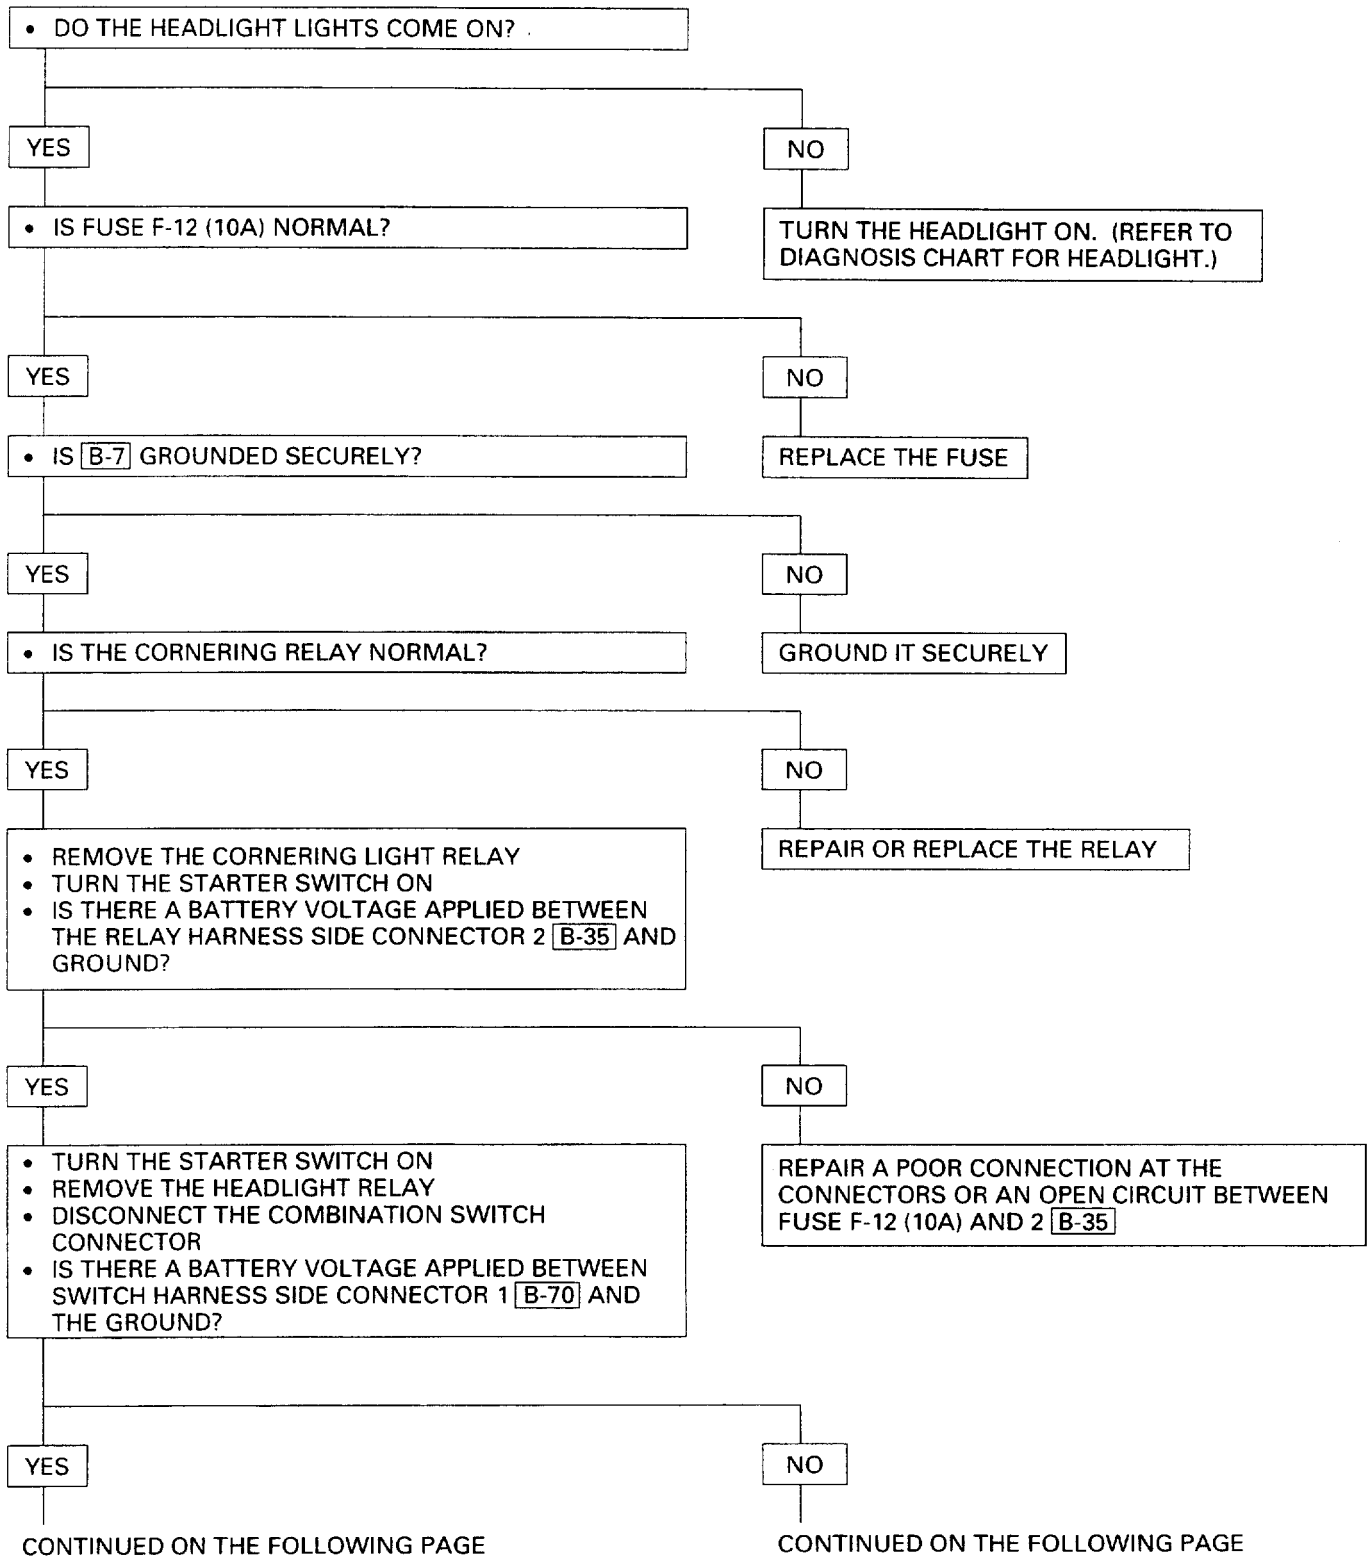 • DO THE HEADLIGHT LIGHTS COME ON?
YES
NO
• IS FUSE F-12 (10A) NORMAL?
TURN THE HEADLIGHT ON. (REFER TO
DIAGNOSIS CHART FOR HEADLIGHT.)
YES
NO
• IS B-7 GROUNDED SECURELY?
REPLACE THE FUSE
YES
NO
• IS THE CORNERING RELAY NORMAL?
GROUND IT SECURELY
YES
NO
• REMOVE THE CORNERING LIGHT RELAY
• TURN THE STARTER SWITCH ON
• IS THERE A BATTERY VOLTAGE APPLIED BETWEEN
THE RELAY HARNESS SIDE CONNECTOR 2 B-35 AND
GROUND?
REPAIR OR REPLACE THE RELAY
YES
NO
• TURN THE STARTER SWITCH ON
• REMOVE THE HEADLIGHT RELAY
• DISCONNECT THE COMBINATION SWITCH
CONNECTOR
• IS THERE A BATTERY VOLTAGE APPLIED BETWEEN
SWITCH HARNESS SIDE CONNECTOR 1 B-70 AND
THE GROUND?
REPAIR A POOR CONNECTION AT THE
CONNECTORS OR AN OPEN CIRCUIT BETWEEN
FUSE F-12 (10A) AND 2 B-35
YES
NO
CONTINUED ON THE FOLLOWING PAGE
CONTINUED ON THE FOLLOWING PAGE